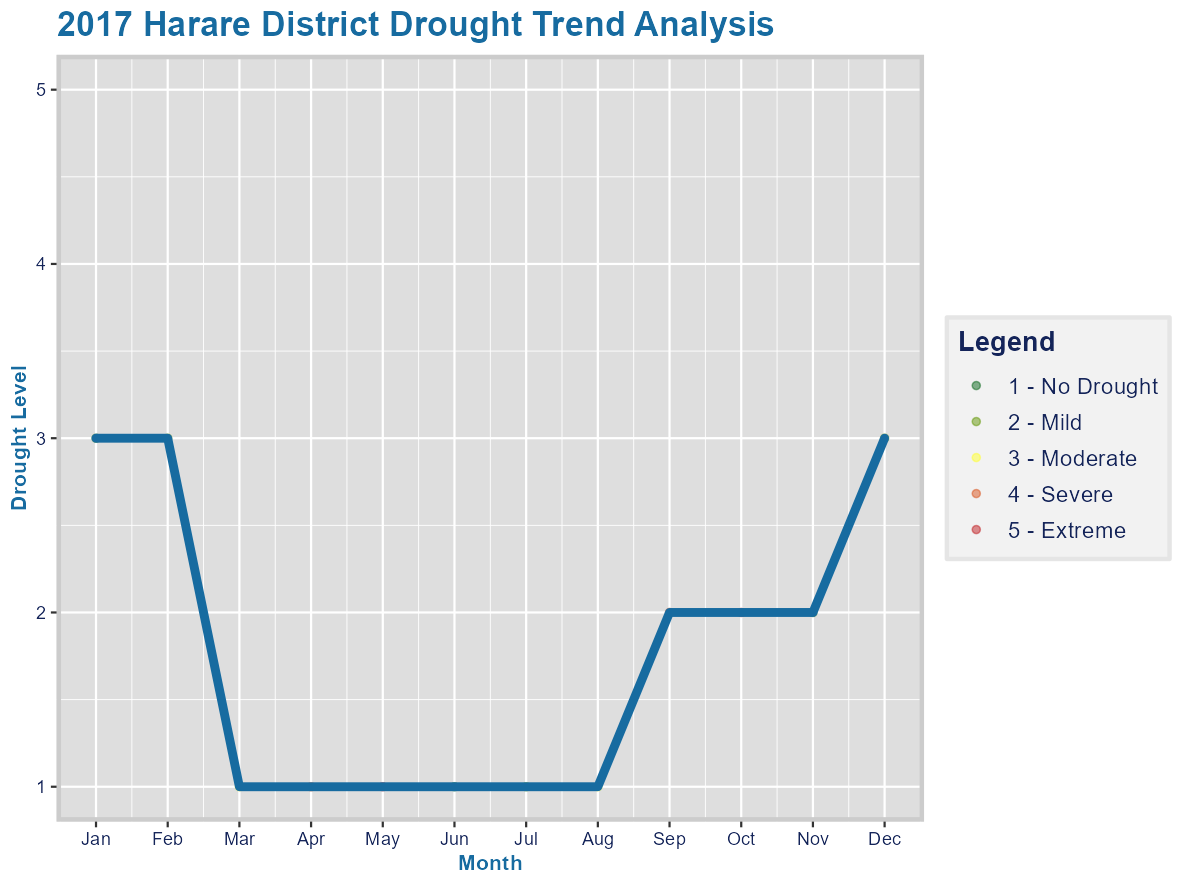 2017 Harare District Drought Trend Analysis
5
4
3
2
1
Drought Level
Jan Feb Mar Apr May Jun Jul Aug Sep Oct Nov Dec
Month
Legend
1 - No Drought
2 - Mild
3 - Moderate
4 - Severe
5 - Extreme